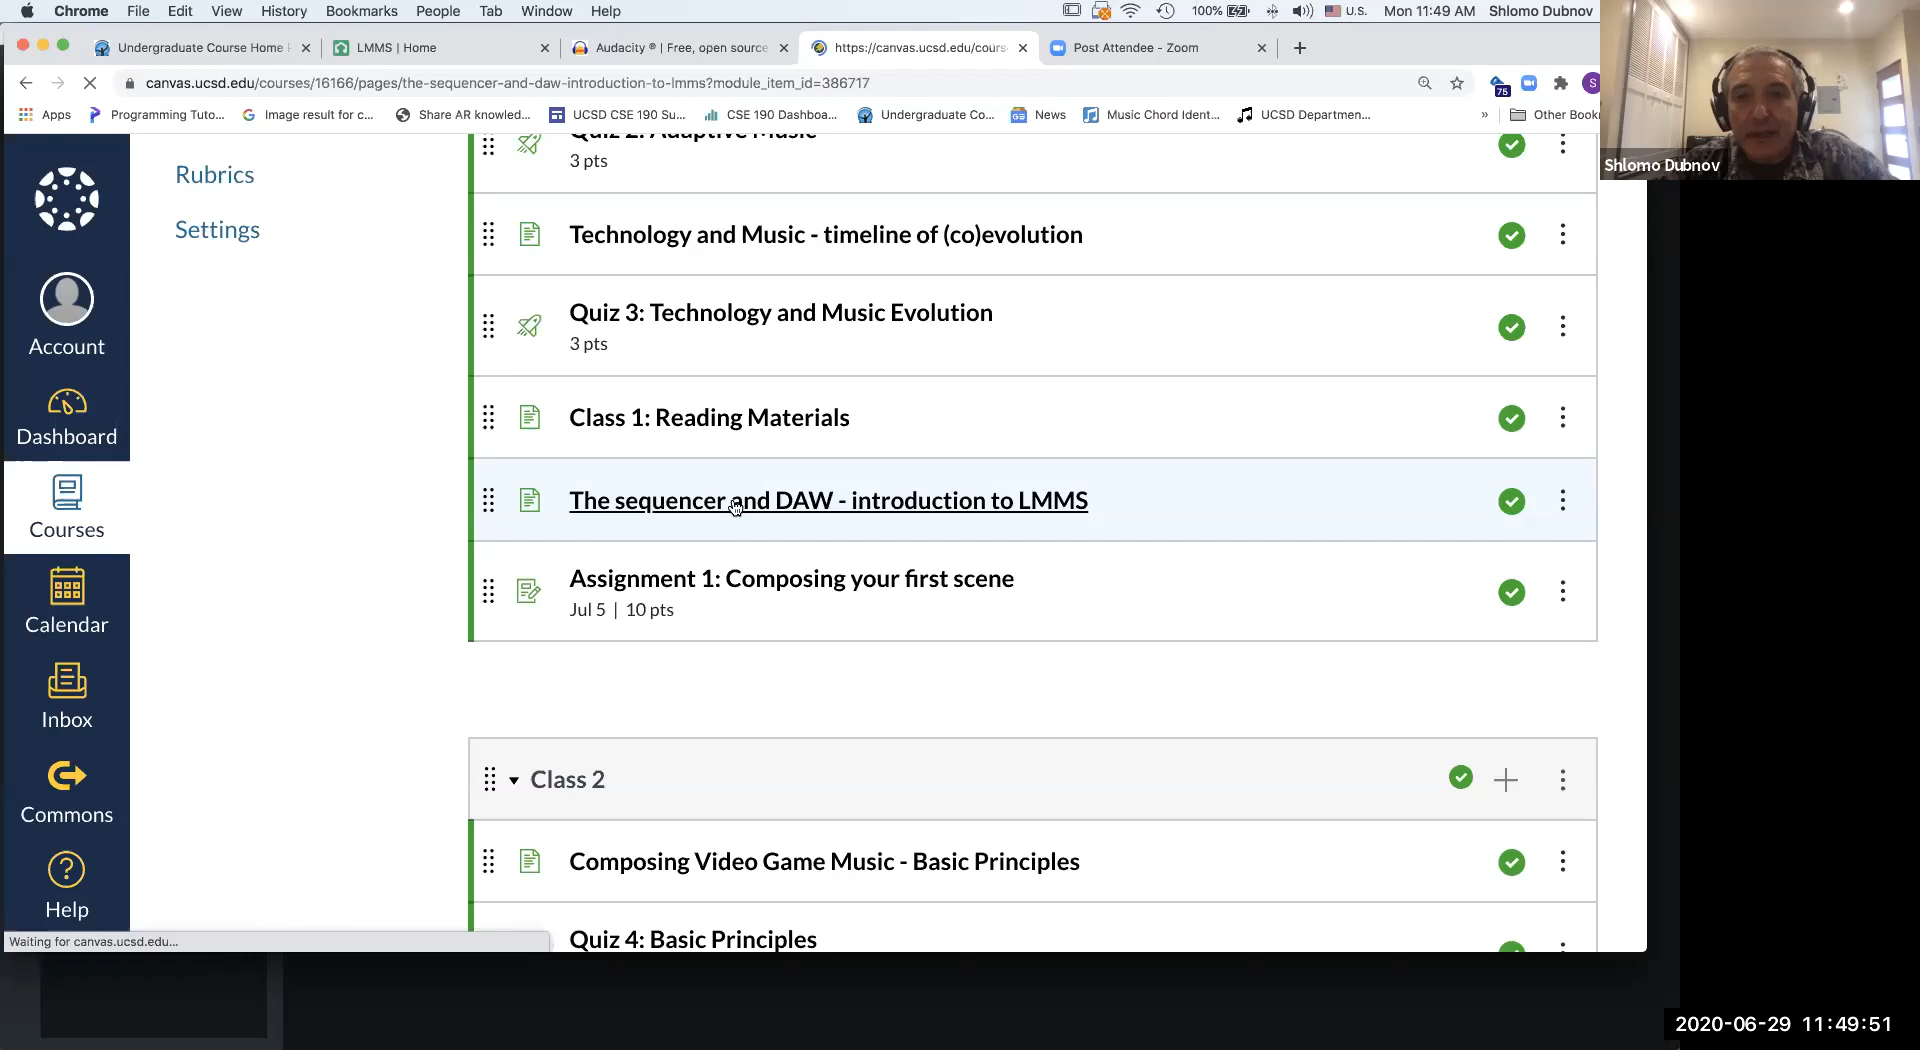 Chrome File Edit View History Bookmarks People Tab Window Help 100% U.S. Mon 11:49 AM Shlomo Dubnov
Undergraduate Course Home LMMS | Home Audacity ® | Free, open source https://canvas.ucsd.edu/cours Post Attendee - Zoom
canvas.ucsd.edu/courses/16166/pages/the-sequencer-and-daw-introduction-to-lmms?module_item_id=386717 75 S
Apps Programming Tuto... Image result for c... Share AR knowled... UCSD CSE 190 Su... CSE 190 Dashboa... Undergraduate Co... News Music Chord Ident... UCSD Departmen... » Other Book
Shlomo Dubnov
Rubrics
Settings
Account
Dashboard
Courses
Calendar
Inbox
Commons
Help
Quiz 2: Adaptive Music
3 pts
Technology and Music - timeline of (co)evolution
Quiz 3: Technology and Music Evolution
3 pts
Class 1: Reading Materials
The sequencer and DAW - introduction to LMMS
Assignment 1: Composing your first scene
Jul 5 | 10 pts
Class 2
Composing Video Game Music - Basic Principles
Quiz 4: Basic Principles
Waiting for canvas.ucsd.edu...
2020-06-29 11:49:51